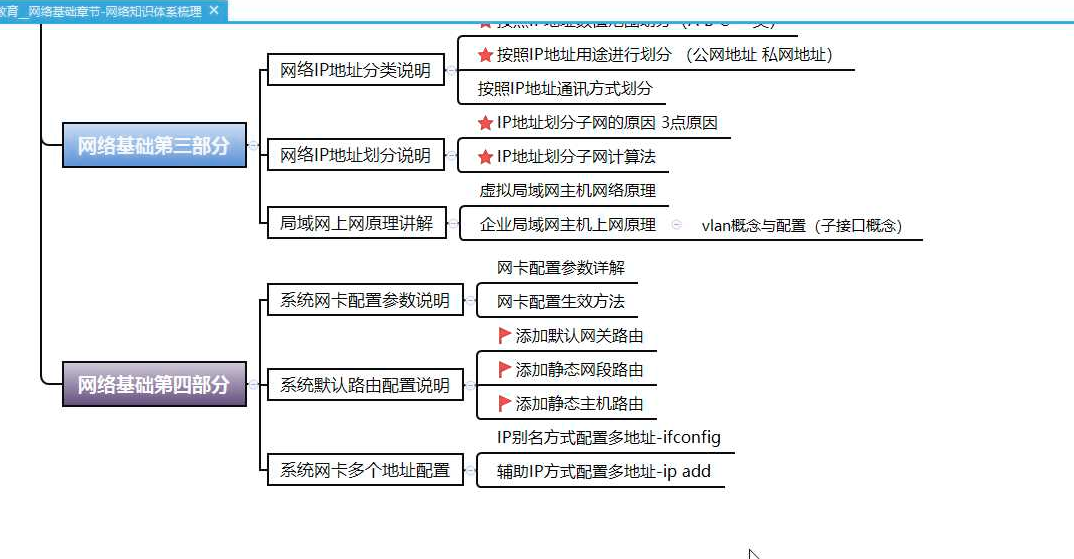 教育__网络基础章节-网络知识体系梳理
网络IP地址分类说明
按照IP地址用途进行划分 （公网地址 私网地址）
按照IP地址通讯方式划分
网络基础第三部分
网络IP地址划分说明
IP地址划分子网的原因 3点原因
IP地址划分子网计算法
局域网上网原理讲解
虚拟局域网主机网络原理
企业局域网主机上网原理
vlan概念与配置（子接口概念）
网络基础第四部分
系统网卡配置参数说明
网卡配置参数详解
网卡配置生效方法
系统默认路由配置说明
添加默认网关路由
添加静态网段路由
添加静态主机路由
系统网卡多个地址配置
IP别名方式配置多地址-ifconfig
辅助IP方式配置多地址-ip add